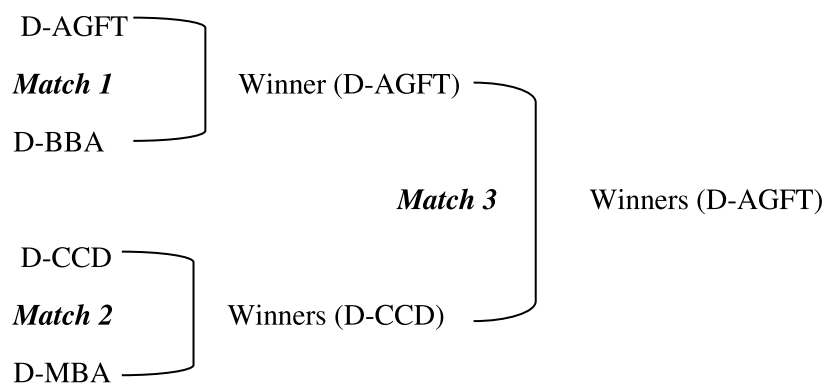 D-AGFT
Match 1 Winner (D-AGFT)
D-BBA
Match 3 Winners (D-AGFT)
D-CCD
Match 2 Winners (D-CCD)
D-MBA